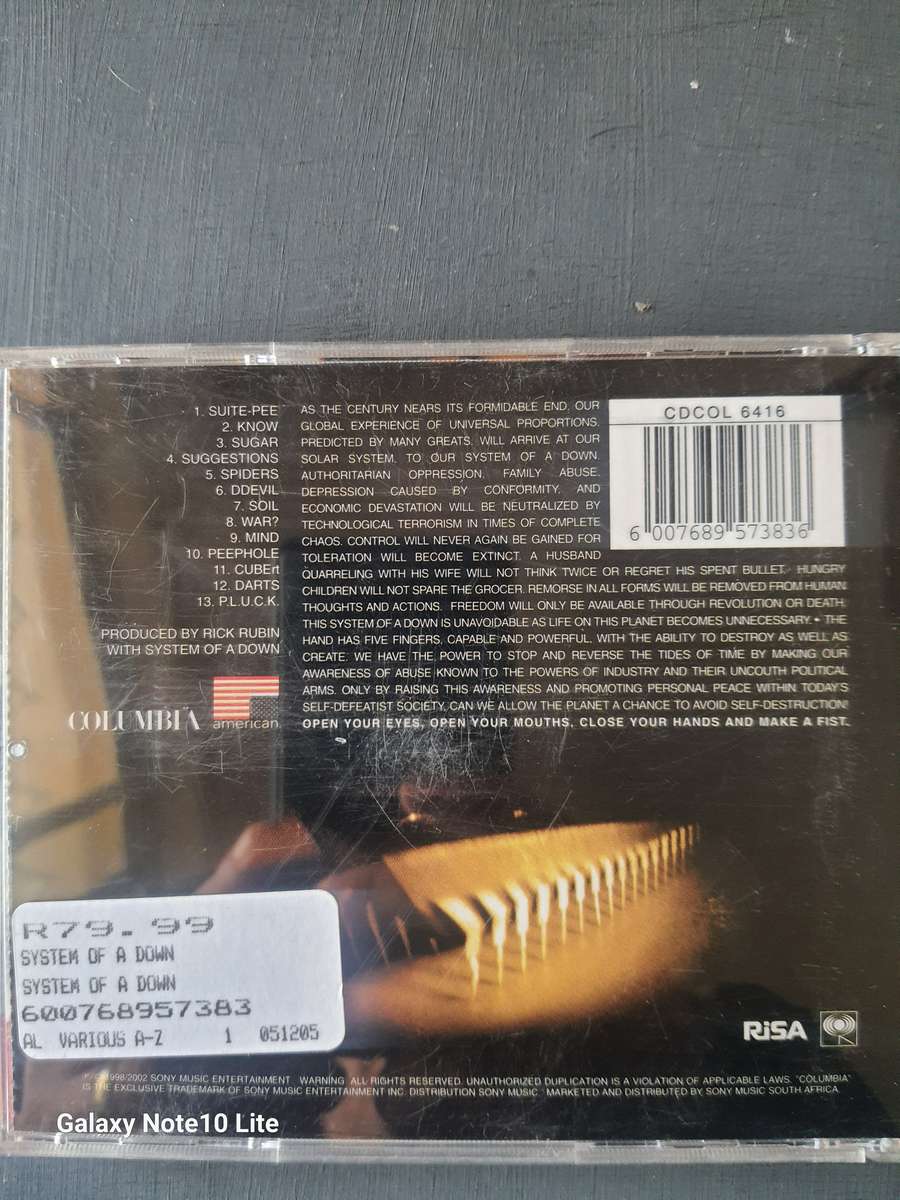 1. SUITE-PEE
2. KNOW
3. SUGAR
4. SUGGESTIONS
5. SPIDERS
6. DDEVIL
7. SOIL
8. WAR?
9. MIND
10. PEEPHOLE
11. CUBErt
12. DARTS
13. P.L.U.C.K.
PRODUCED BY RICK RUBIN
WITH SYSTEM OF A DOWN
COLUMBIA
american
AS THE CENTURY NEARS ITS FORMIDABLE END, OUR
GLOBAL EXPERIENCE OF UNIVERSAL PROPORTIONS,
PREDICTED BY MANY GREATS, WILL ARRIVE AT OUR
SOLAR SYSTEM, TO OUR SYSTEM OF A DOWN.
AUTHORITARIAN OPPRESSION, FAMILY ABUSE,
DEPRESSION CAUSED BY CONFORMITY, AND
ECONOMIC DEVASTATION WILL BE NEUTRALIZED BY
TECHNOLOGICAL TERRORISM IN TIMES OF COMPLETE
CHAOS. CONTROL WILL NEVER AGAIN BE GAINED FOR
TOLERATION WILL BECOME EXTINCT. A HUSBAND
QUARRELING WITH HIS WIFE WILL NOT THINK TWICE OR REGRET HIS SPENT BULLET. HUNGRY
CHILDREN WILL NOT SPARE THE GROCER. REMORSE IN ALL FORMS WILL BE REMOVED FROM HUMAN
THOUGHTS AND ACTIONS. FREEDOM WILL ONLY BE AVAILABLE THROUGH REVOLUTION OR DEATH.
THIS SYSTEM OF A DOWN IS UNAVOIDABLE AS LIFE ON THIS PLANET BECOMES UNNECESSARY. • THE
HAND HAS FIVE FINGERS, CAPABLE AND POWERFUL, WITH THE ABILITY TO DESTROY AS WELL AS
CREATE. WE HAVE THE POWER TO STOP AND REVERSE THE TIDES OF TIME BY MAKING OUR
AWARENESS OF ABUSE KNOWN TO THE POWERS OF INDUSTRY AND THEIR UNCOUTH POLITICAL
ARMS. ONLY BY RAISING THIS AWARENESS AND PROMOTING PERSONAL PEACE WITHIN TODAY'S
SELF-DEFEATIST SOCIETY, CAN WE ALLOW THE PLANET A CHANCE TO AVOID SELF-DESTRUCTION!
OPEN YOUR EYES, OPEN YOUR MOUTHS, CLOSE YOUR HANDS AND MAKE A FIST.
CDCOL 6416
6 007689 573836
R79.99
SYSTEM OF A DOWN
SYSTEM OF A DOWN
600768957383
AL VARIOUS A-Z 1 051205
RiSA
1998/2002 SONY MUSIC ENTERTAINMENT WARNING: ALL RIGHTS RESERVED. UNAUTHORIZED DUPLICATION IS A VIOLATION OF APPLICABLE LAWS. "COLUMBIA"
IS THE EXCLUSIVE TRADEMARK OF SONY MUSIC ENTERTAINMENT INC. DISTRIBUTION SONY MUSIC. MARKETED AND DISTRIBUTED BY SONY MUSIC SOUTH AFRICA.
Galaxy Note10 Lite